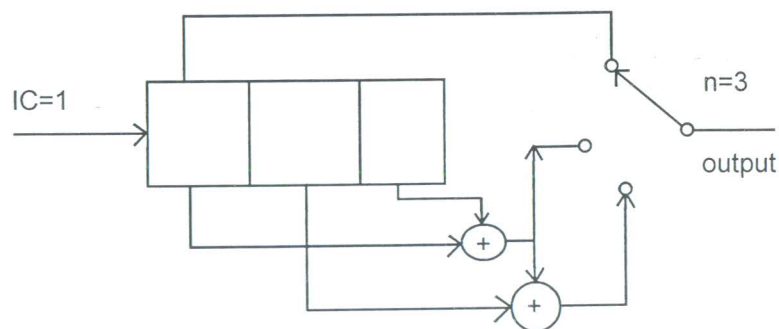 IC=1
n=3
output
+
+